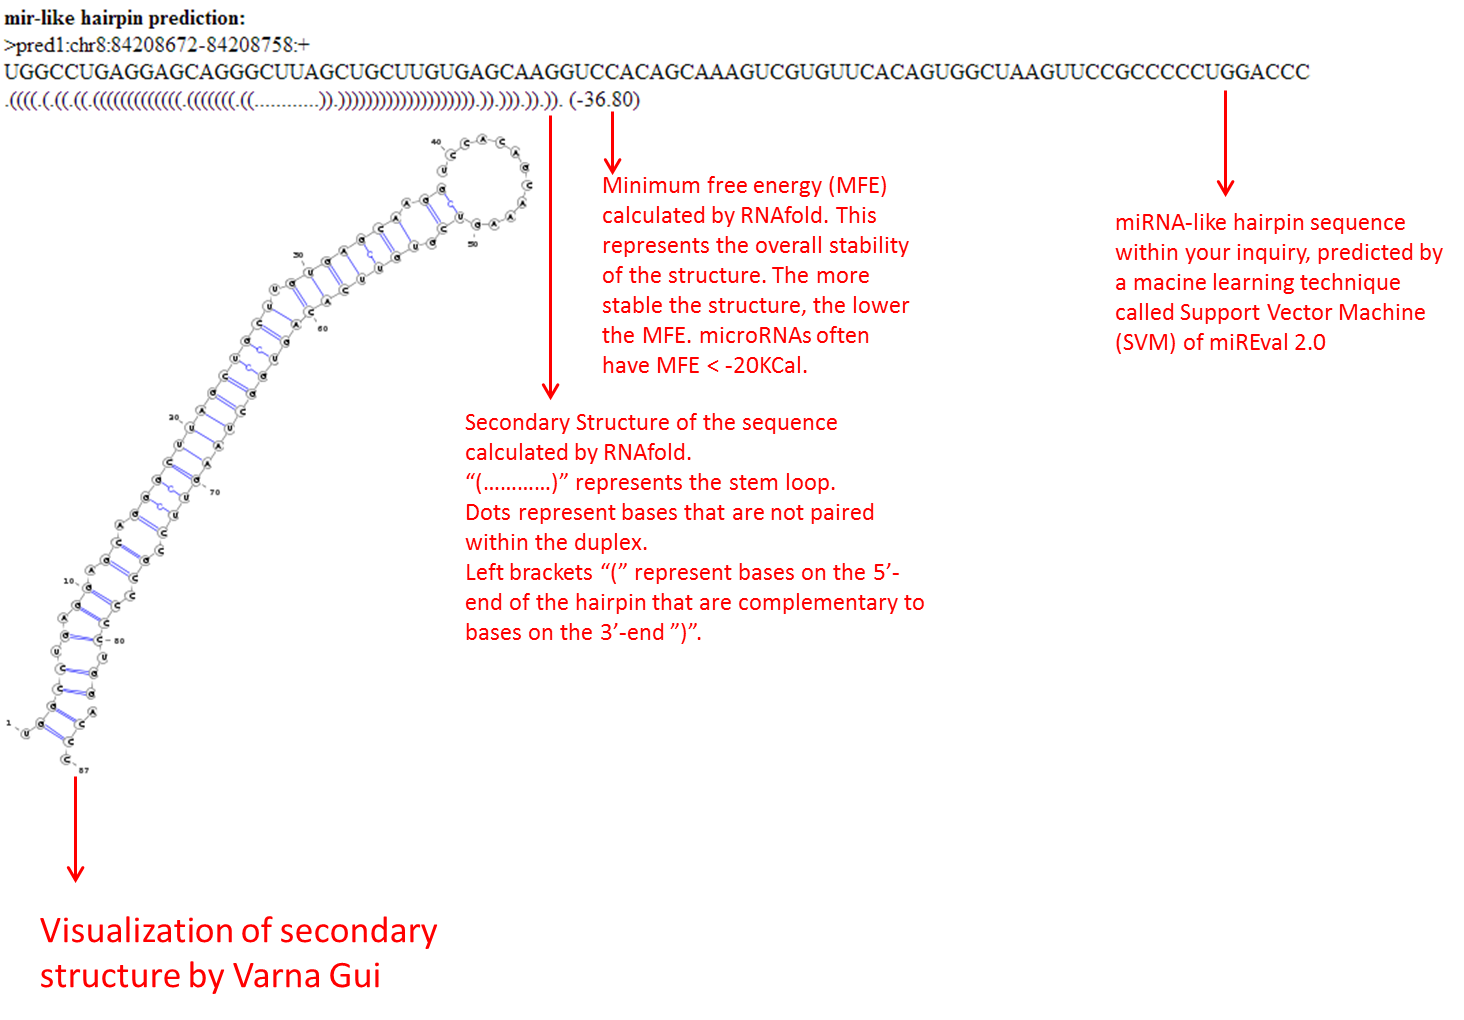 mir-like hairpin prediction:
>pred1:chr8:84208672-84208758:+
UGGCCUGAGGAGCAGGGCUUAGCUGCUUGUGAGCAAGGUCCACAGCAAAGUCGUGUUCACAGUGGCUAAGUUCCGCCCCCUGGACCC
.((((.(.((.((.(((((((((((((.(((((((.((............)).)))))))))))))))))))).)).))).)).)). (-36.80)
40
50
30
60
20
70
10
80
1
87
Minimum free energy (MFE)
calculated by RNAfold. This
represents the overall stability
of the structure. The more
stable the structure, the lower
the MFE. microRNAs often
have MFE < -20KCal.
miRNA-like hairpin sequence
within your inquiry, predicted by
a macine learning technique
called Support Vector Machine
(SVM) of miREval 2.0
Secondary Structure of the sequence
calculated by RNAfold.
“(…………)” represents the stem loop.
Dots represent bases that are not paired
within the duplex.
Left brackets “(” represent bases on the 5’-
end of the hairpin that are complementary to
bases on the 3’-end ”)”.
Visualization of secondary
structure by Varna Gui